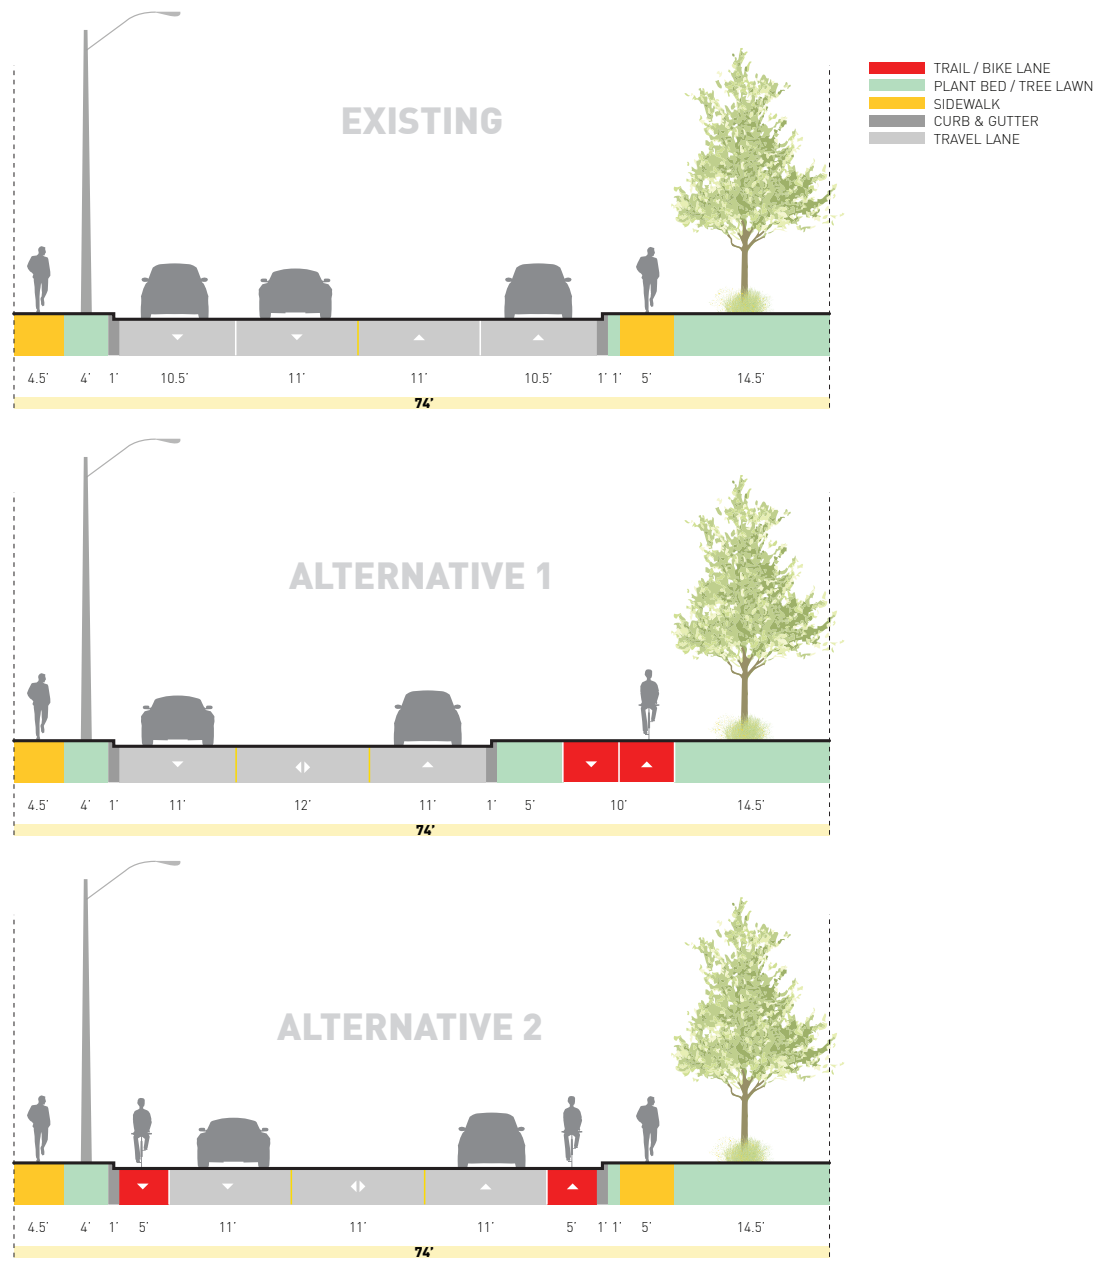 EXISTING
TRAIL / BIKE LANE
PLANT BED / TREE LAWN
SIDEWALK
CURB & GUTTER
TRAVEL LANE
4.5' 4' 1' 10.5' 11' 11' 10.5' 1' 1' 5' 14.5'
74'
ALTERNATIVE 1
4.5' 4' 1' 11' 12' 11' 1' 5' 10' 14.5'
74'
ALTERNATIVE 2
4.5' 4' 1' 5' 11' 11' 11' 5' 1' 1' 5' 14.5'
74'